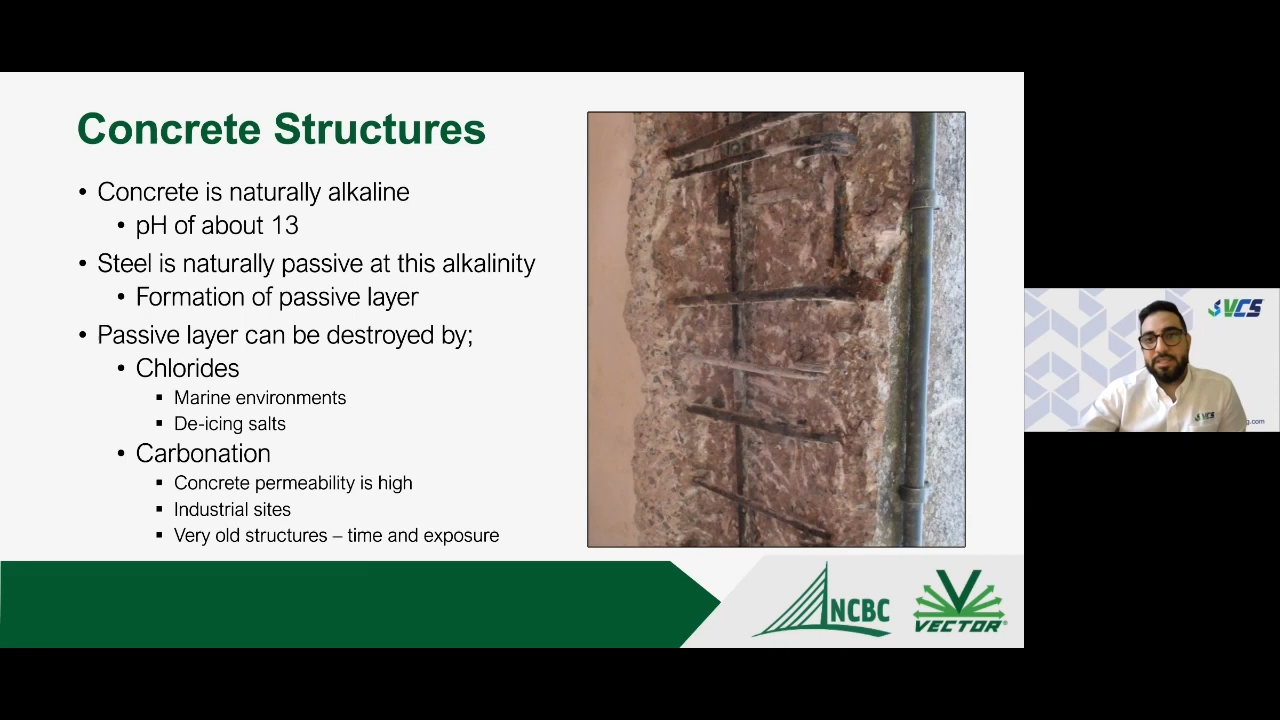 Concrete Structures
• Concrete is naturally alkaline
• pH of about 13
• Steel is naturally passive at this alkalinity
• Formation of passive layer
• Passive layer can be destroyed by;
• Chlorides
▪ Marine environments
▪ De-icing salts
• Carbonation
▪ Concrete permeability is high
▪ Industrial sites
▪ Very old structures – time and exposure
NCBC
VECTOR®
VCS
VCS
g.com